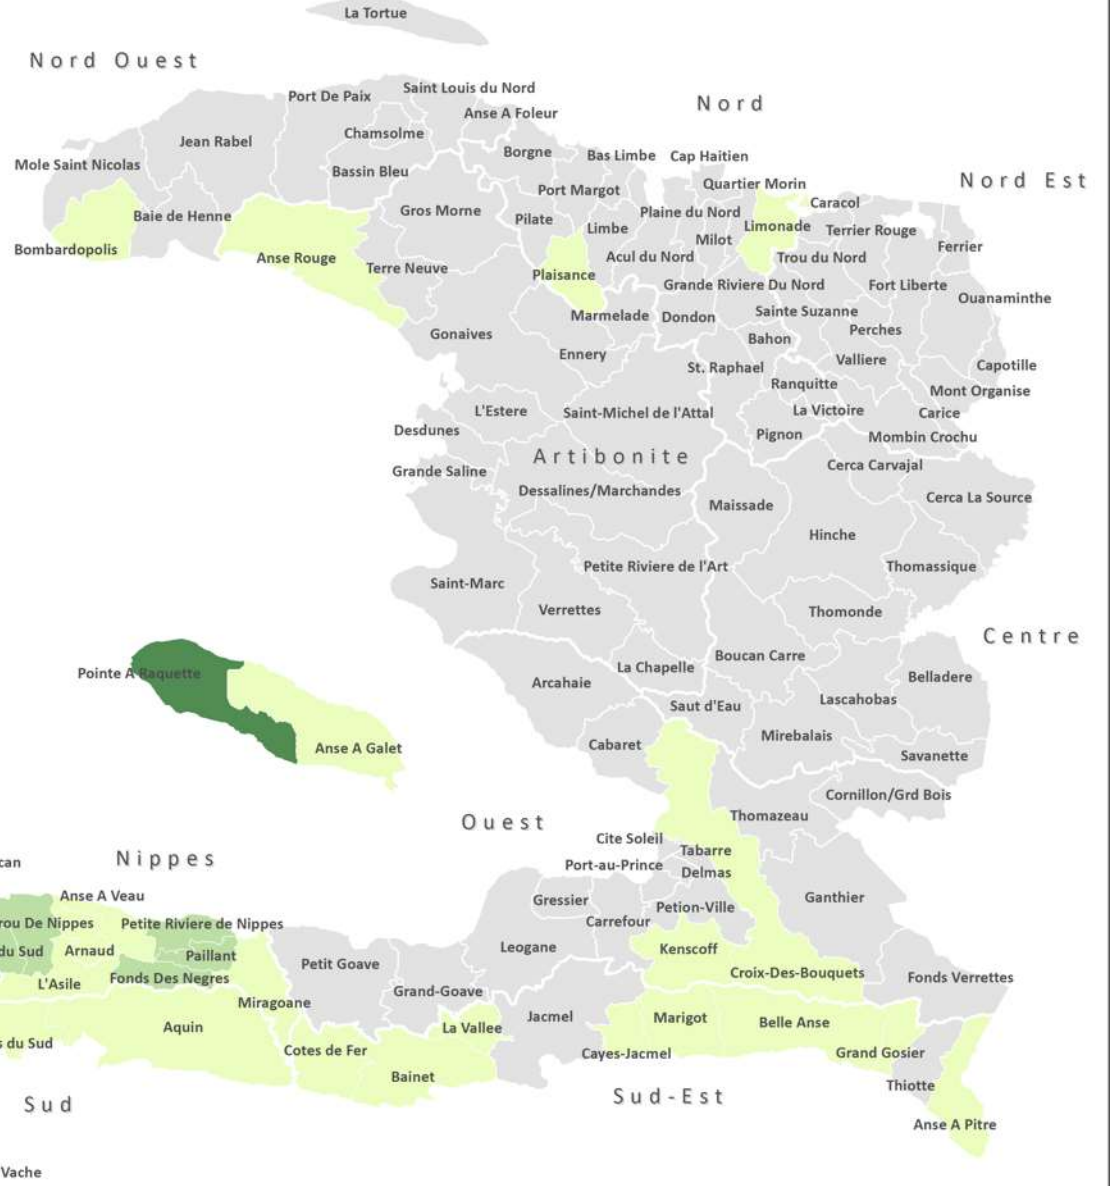 La Tortue
Nord Ouest
Saint Louis du Nord
Port De Paix
Nord
Anse A Foleur
Chamsolme
Jean Rabel
Borgne
Bas Limbe
Cap Haitien
Mole Saint Nicolas
Bassin Bleu
Nord Est
Quartier Morin
Port Margot
Caracol
Gros Morne
Plaine du Nord
Baie de Henne
Pilate
Limbe
Limonade
Terrier Rouge
Milot
Ferrier
Bombardopolis
Anse Rouge
Acul du Nord
Trou du Nord
Terre Neuve
Plaisance
Grande Riviere Du Nord
Fort Liberte
Ouanaminthe
Marmelade
Dondon
Sainte Suzanne
Perches
Gonaives
Bahon
Ennery
Valliere
St. Raphael
Capotille
Ranquitte
Mont Organise
L'Estere
Saint-Michel de l'Attal
La Victoire
Carice
Desdunes
Pignon
Mombin Crochu
Artibonite
Cerca Carvajal
Grande Saline
Dessalines/Marchandes
Cerca La Source
Maissade
Hinche
Petite Riviere de l'Art
Thomassique
Saint-Marc
Verrettes
Thomonde
Centre
Boucan Carre
La Chapelle
Pointe A Raquette
Belladere
Arcahaie
Lascahobas
Saut d'Eau
Mirebalais
Cabaret
Anse A Galet
Savanette
Cornillon/Grd Bois
Thomazeau
Ouest
Cite Soleil
Tabarre
can
Nippes
Port-au-Prince
Delmas
Anse A Veau
Ganthier
Gressier
Petion-Ville
rou De Nippes
Petite Riviere de Nippes
Carrefour
du Sud
Arnaud
Paillant
Leogane
Kenscoff
Petit Goave
Croix-Des-Bouquets
Fonds Verrettes
L'Asile
Fonds Des Negres
Grand-Goave
Miragoane
Jacmel
Marigot
Belle Anse
Aquin
La Vallee
s du Sud
Cotes de Fer
Cayes-Jacmel
Grand Gosier
Bainet
Thiotte
Sud
Sud-Est
Anse A Pitre
Vache